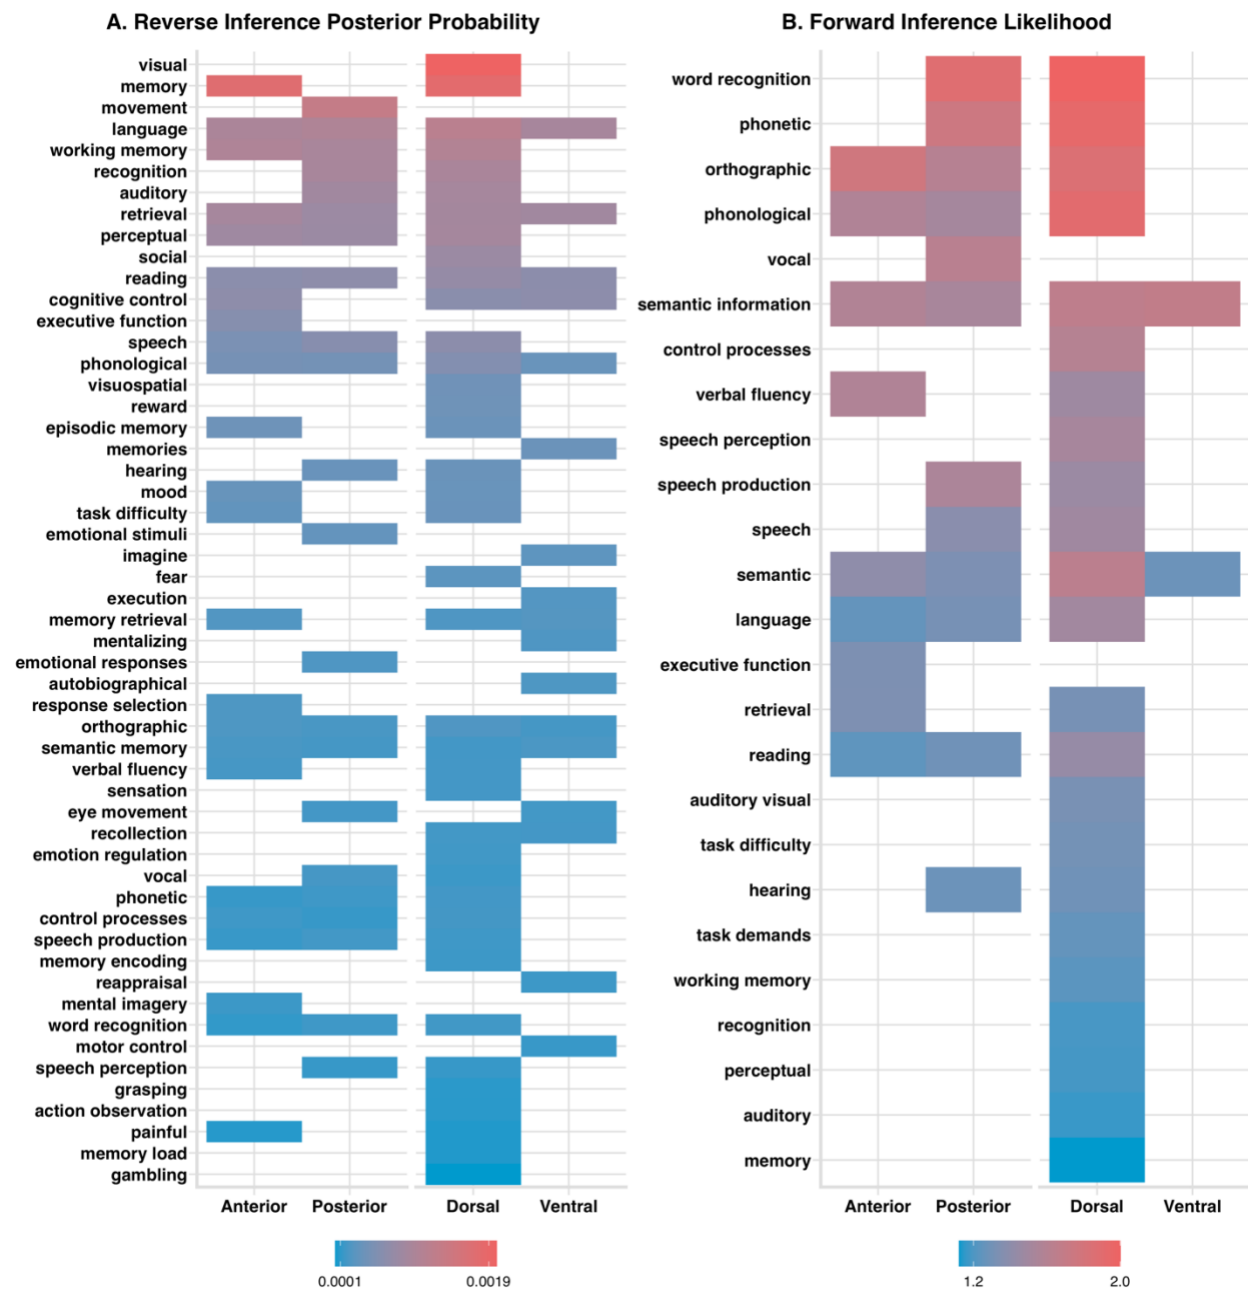 A. Reverse Inference Posterior Probability
visual
memory
movement
language
working memory
recognition
auditory
retrieval
perceptual
social
reading
cognitive control
executive function
speech
phonological
visuospatial
reward
episodic memory
memories
hearing
mood
task difficulty
emotional stimuli
imagine
fear
execution
memory retrieval
mentalizing
emotional responses
autobiographical
response selection
orthographic
semantic memory
verbal fluency
sensation
eye movement
recollection
emotion regulation
vocal
phonetic
control processes
speech production
memory encoding
reappraisal
mental imagery
word recognition
motor control
speech perception
grasping
action observation
painful
memory load
gambling
Anterior Posterior Dorsal Ventral
0.0001 0.0019
B. Forward Inference Likelihood
word recognition
phonetic
orthographic
phonological
vocal
semantic information
control processes
verbal fluency
speech perception
speech production
speech
semantic
language
executive function
retrieval
reading
auditory visual
task difficulty
hearing
task demands
working memory
recognition
perceptual
auditory
memory
Anterior Posterior Dorsal Ventral
1.2 2.0